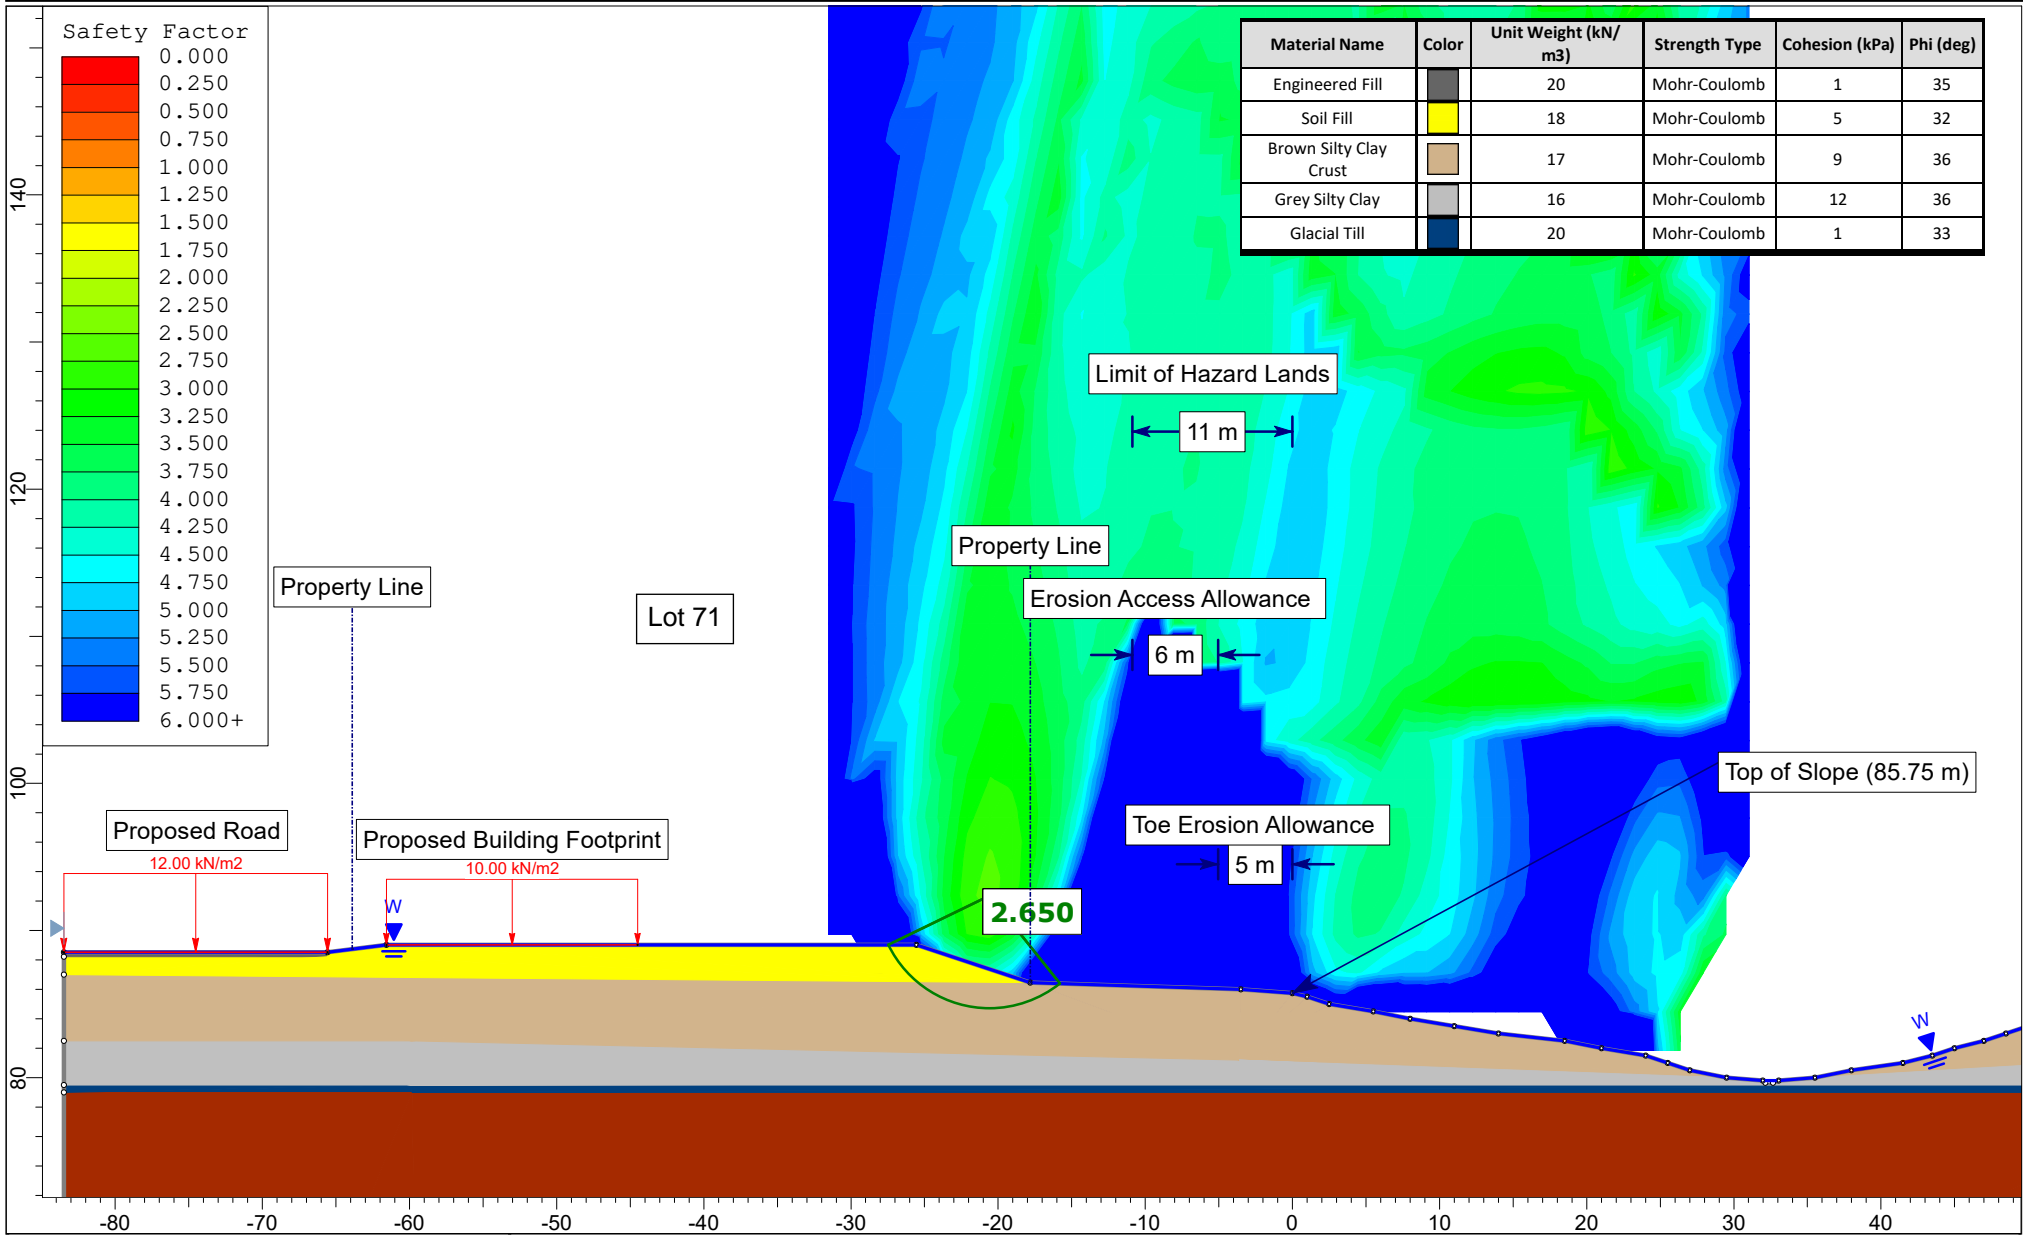 Safety Factor
0.000
0.250
0.500
0.750
1.000
1.250
1.500
1.750
2.000
2.250
2.500
2.750
3.000
3.250
3.500
3.750
4.000
4.250
4.500
4.750
5.000
5.250
5.500
5.750
6.000+
Material Name Color Unit Weight (kN/
m3) Strength Type Cohesion (kPa) Phi (deg)
Engineered Fill 20 Mohr-Coulomb 1 35
Soil Fill 18 Mohr-Coulomb 5 32
Brown Silty Clay
Crust 17 Mohr-Coulomb 9 36
Grey Silty Clay 16 Mohr-Coulomb 12 36
Glacial Till 20 Mohr-Coulomb 1 33
Limit of Hazard Lands
11 m
Property Line
Property Line
Erosion Access Allowance
Lot 71
6 m
Top of Slope (85.75 m)
Proposed Road
Proposed Building Footprint
Toe Erosion Allowance
12.00 kN/m2
10.00 kN/m2
5 m
W
2.650
W
140
120
100
80
-80 -70 -60 -50 -40 -30 -20 -10 0 10 20 30 40 50